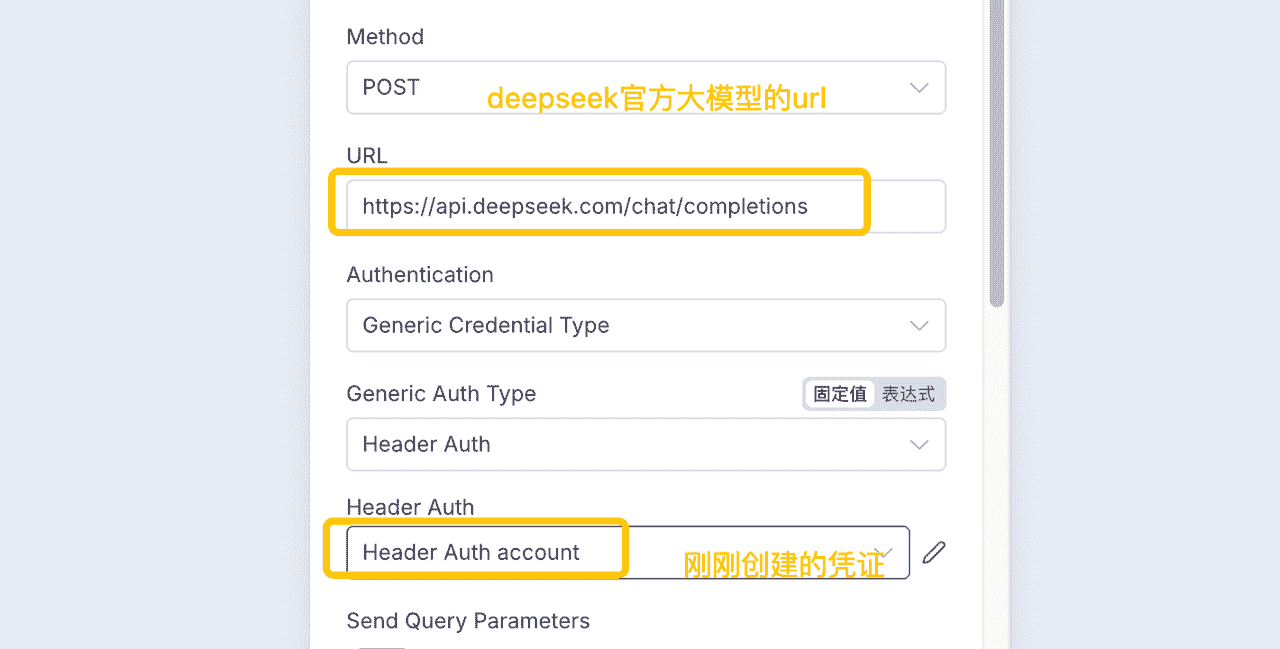 Method
POST
deepseek官方大模型的url
URL
https://api.deepseek.com/chat/completions
Authentication
Generic Credential Type
Generic Auth Type
固定值 表达式
Header Auth
Header Auth
Header Auth account
刚刚创建的凭证
Send Query Parameters